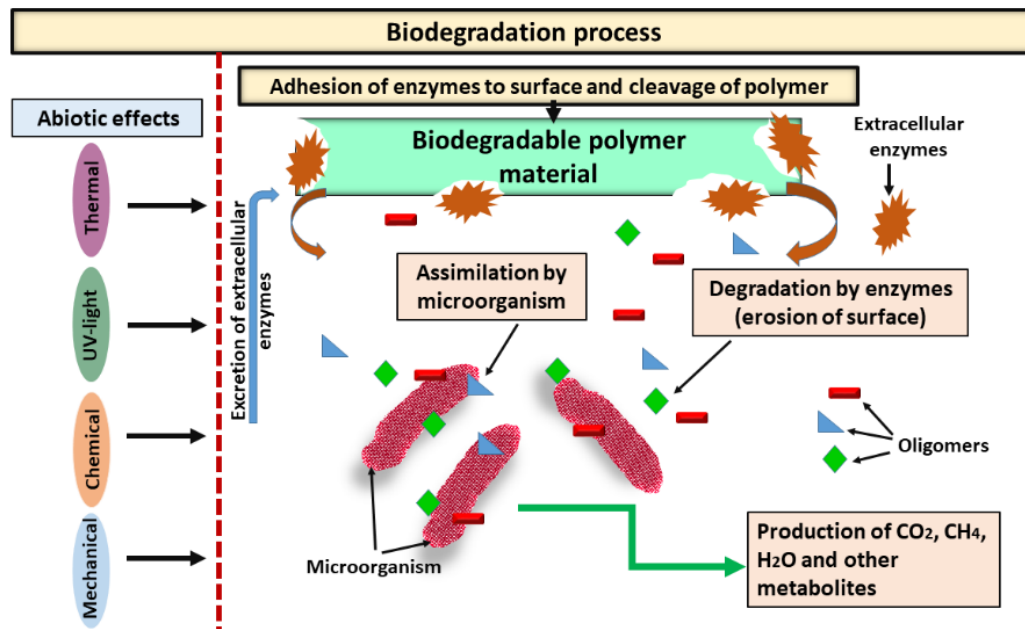 Biodegradation process
Adhesion of enzymes to surface and cleavage of polymer
Abiotic effects
Thermal
UV-light
Chemical
Mechanical
Excretion of extracellular
enzymes
Biodegradable polymer
material
Extracellular
enzymes
Assimilation by
microorganism
Degradation by enzymes
(erosion of surface)
Oligomers
Microorganism
Production of CO₂, CH₄,
H₂O and other
metabolites